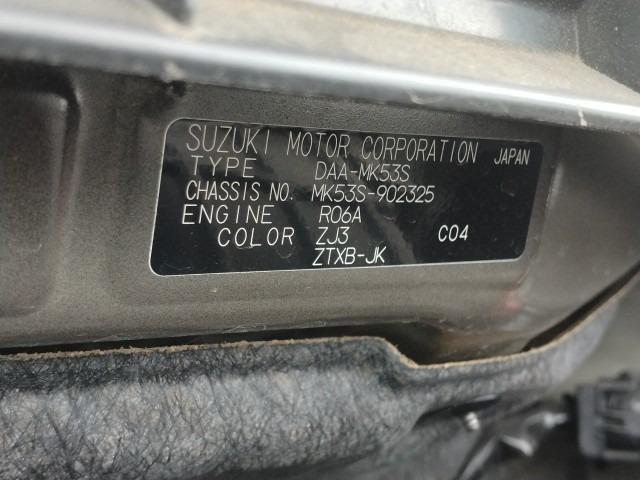 SUZUKI MOTOR CORPORATION JAPAN
TYPE DAA-MK53S
CHASSIS NO. MK53S-902325
ENGINE R06A
COLOR ZJ3 C04
ZTXB-JK